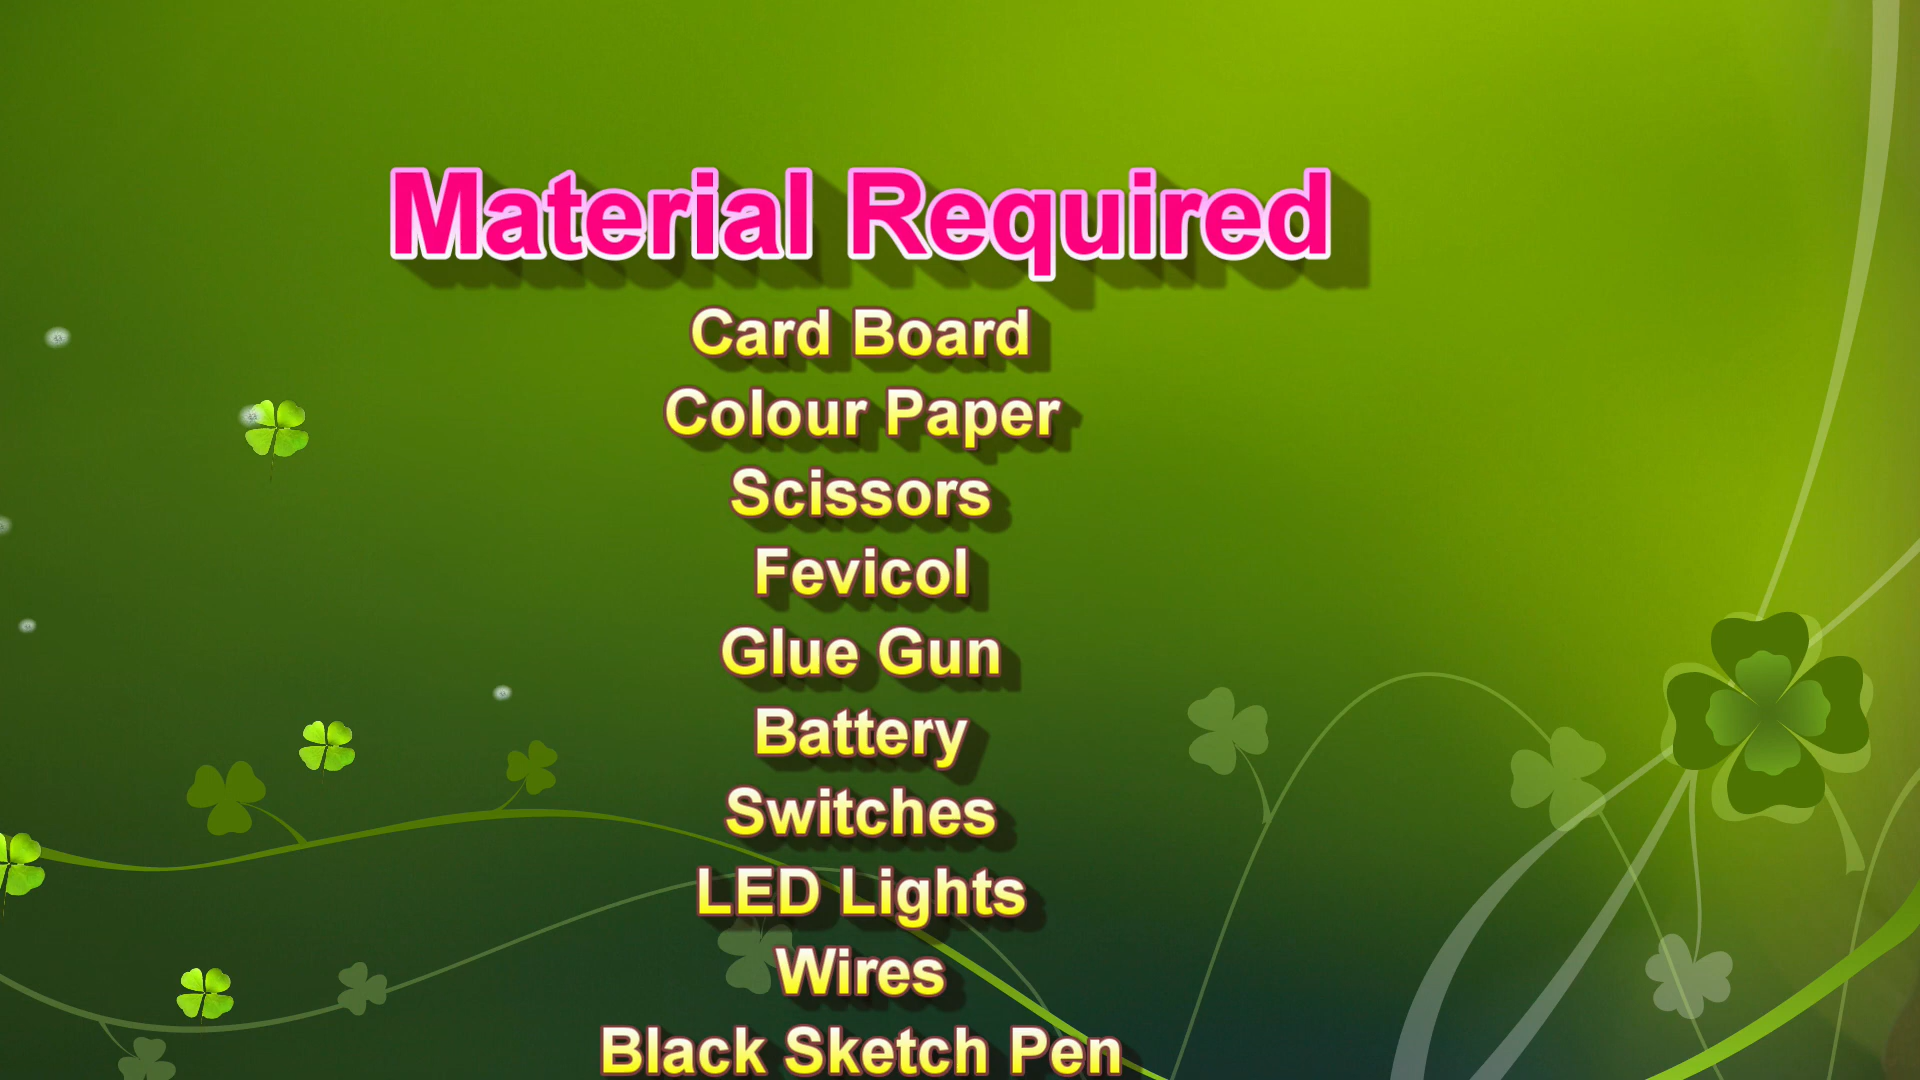 Material Required
Card Board
Colour Paper
Scissors
Fevicol
Glue Gun
Battery
Switches
LED Lights
Wires
Black Sketch Pen